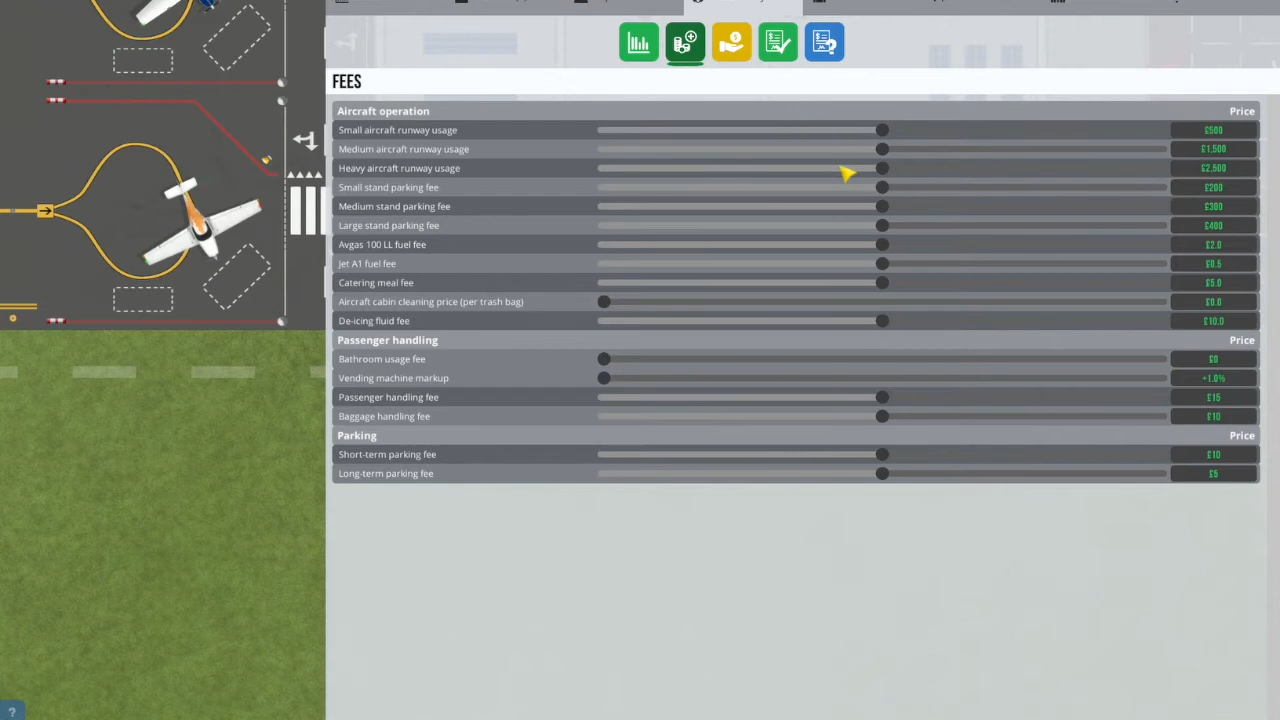 FEES
Aircraft operation Price
Small aircraft runway usage £500
Medium aircraft runway usage £1,500
Heavy aircraft runway usage £2,500
Small stand parking fee £200
Medium stand parking fee £300
Large stand parking fee £400
Avgas 100 LL fuel fee £2.0
Jet A1 fuel fee £0.5
Catering meal fee £5.0
Aircraft cabin cleaning price (per trash bag) £0.0
De-icing fluid fee £10.0
Passenger handling Price
Bathroom usage fee £0
Vending machine markup +1.0%
Passenger handling fee £15
Baggage handling fee £10
Parking Price
Short-term parking fee £10
Long-term parking fee £5
?